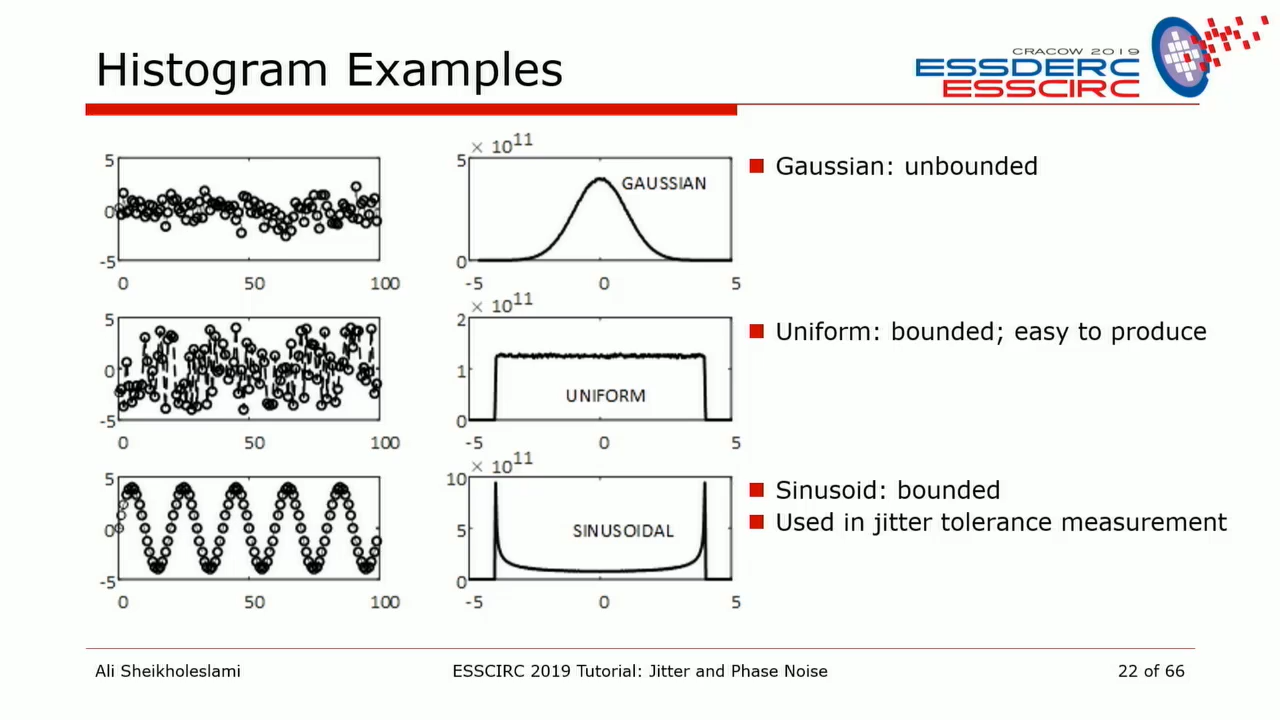 Histogram Examples
CRACOW 2019
ESSDERC
ESSCIRC
5
0
-5
0 50 100
× 10^11
5
0
GAUSSIAN
-5 0 5
Gaussian: unbounded
5
0
-5
0 50 100
× 10^11
2
1
0
UNIFORM
-5 0 5
Uniform: bounded; easy to produce
5
0
-5
0 50 100
× 10^11
10
5
0
SINUSOIDAL
-5 0 5
Sinusoid: bounded
Used in jitter tolerance measurement
Ali Sheikholeslami
ESSCIRC 2019 Tutorial: Jitter and Phase Noise
22 of 66